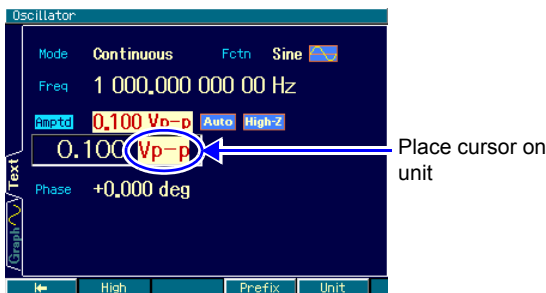 Oscillator
Mode Continuous Fctn Sine
Freq 1 000.000 000 00 Hz
Amptd 0.100 Vp-p Auto High-Z
0.100 Vp-p
Place cursor on
unit
Text
Phase +0.000 deg
Graph
High Prefix Unit